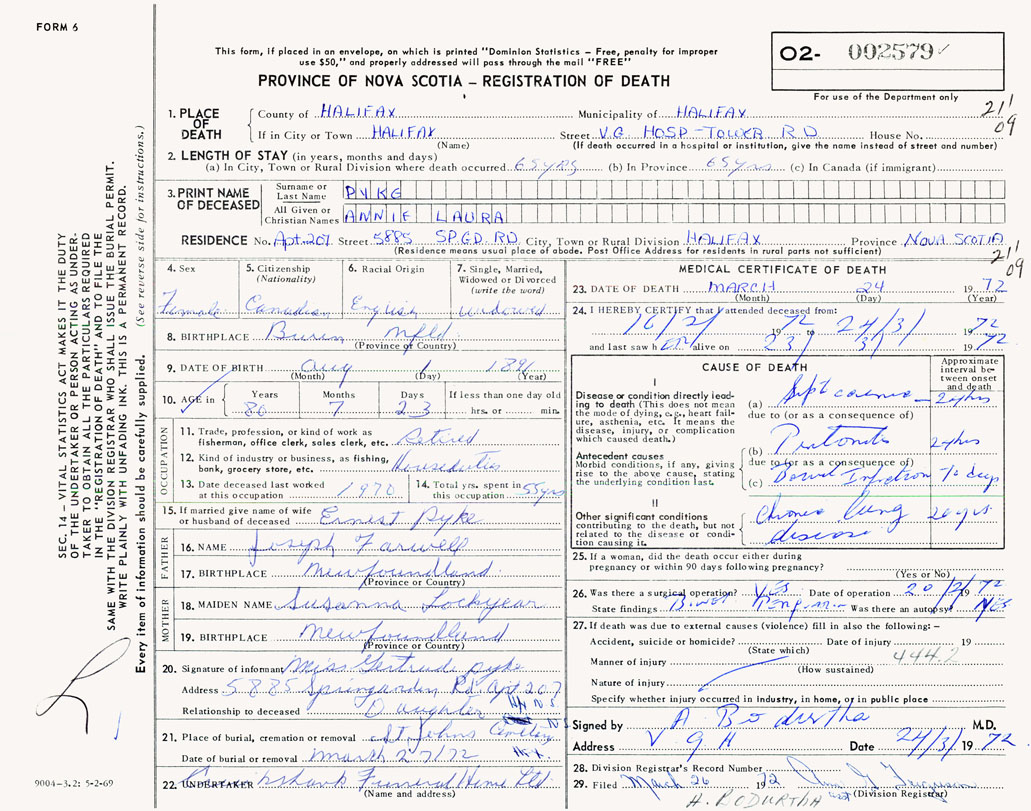 FORM 6
This form, if placed in an envelope, on which is printed "Dominion Statistics – Free, penalty for improper
use $50," and properly addressed will pass through the mail "FREE"
PROVINCE OF NOVA SCOTIA – REGISTRATION OF DEATH
02- 002579
For use of the Department only
21'
09
1. PLACE OF DEATH
County of HALIFAX Municipality of HALIFAX
If in City or Town HALIFAX Street V.G. HOSP - TOWER RD House No.
(Name) (If death occurred in a hospital or institution, give the name instead of street and number)
2. LENGTH OF STAY (in years, months and days)
(a) In City, Town or Rural Division where death occurred 65 yrs (b) In Province 65 yrs (c) In Canada (if immigrant)
3. PRINT NAME OF DECEASED
Surname or Last Name PYKE
All Given or Christian Names ANNIE LAURA
RESIDENCE No. Apt. 207 Street 5885 SP.GD. RD. City, Town or Rural Division HALIFAX Province NOVA SCOTIA
(Residence means usual place of abode. Post Office Address for residents in rural parts not sufficient)
21'
09
4. Sex 5. Citizenship (Nationality) 6. Racial Origin 7. Single, Married, Widowed or Divorced (write the word)
Female Canadian English widowed
8. BIRTHPLACE Burin Nfld
(Province or Country)
9. DATE OF BIRTH Aug 1 1891
(Month) (Day) (Year)
10. AGE in Years Months Days If less than one day old
80 7 23 hrs. or min.
OCCUPATION
11. Trade, profession or kind of work as
fisherman, office clerk, sales clerk, etc. Retired
12. Kind of industry or business, as fishing,
bank, grocery store, etc. Houseduties
13. Date deceased last worked at this occupation 1970
14. Total yrs. spent in this occupation 55 yrs
15. If married give name of wife
or husband of deceased Ernest Pyke
FATHER
16. NAME Joseph Farwell
17. BIRTHPLACE Newfoundland
(Province or Country)
MOTHER
18. MAIDEN NAME Susanna Lockyear
19. BIRTHPLACE Newfoundland
(Province or Country)
20. Signature of informant Miss Gertrude Pyke
Address 5885 Springarden Rd. Apt 207
Hfx N.S.
Relationship to deceased Daughter
21. Place of burial, cremation or removal St. Johns Cemetery N.S.
Date of burial or removal March 27/72 Hfx.
22. UNDERTAKER Cruikshank Funeral Home Ltd
(Name and address)
MEDICAL CERTIFICATE OF DEATH
23. DATE OF DEATH MARCH 24 1972
(Month) (Day) (Year)
24. I HEREBY CERTIFY that I attended deceased from:
16/2/ 1972 to 24/3/ 1972
and last saw her alive on 23/ 3/ 1972
CAUSE OF DEATH
Approximate interval between onset and death
I
Disease or condition directly leading to death (This does not mean
the mode of dying, e.g., heart failure, asthenia, etc. It means the
disease, injury, or complication
which caused death.)
(a) 24 hrs
due to (or as a consequence of)
Antecedent causes
Morbid conditions, if any, giving
rise to the above cause, stating
the underlying condition last.
(b) Peritonitis 24 hrs
due to (or as a consequence of)
(c) Bowel Infarction days
II
Other significant conditions
contributing to the death, but not
related to the disease or condition causing it.
Chronic lung disease 20 yrs
25. If a woman, did the death occur either during
pregnancy or within 90 days following pregnancy?
(Yes or No)
26. Was there a surgical operation? YES Date of operation 20/2/ 1972
State findings Was there an autopsy? YES
27. If death was due to external causes (violence) fill in also the following: –
Accident, suicide or homicide? Date of injury 19
(State which)
444.2
Manner of injury
(How sustained)
Nature of injury
Specify whether injury occurred in industry, in home, or in public place
Signed by A. Bodurtha M.D.
Address V G H Date 24/3/ 1972
28. Division Registrar's Record Number
29. Filed March 26 1972
(Division Registrar)
A. BODURTHA
SEC. 14 – VITAL STATISTICS ACT MAKES IT THE DUTY
OF THE UNDERTAKER OR PERSON ACTING AS UNDERTAKER TO OBTAIN ALL THE PARTICULARS REQUIRED
IN THE "REGISTRATION OF DEATH" AND TO FILE THE
SAME WITH THE DIVISION REGISTRAR WHO SHALL ISSUE THE BURIAL PERMIT.
WRITE PLAINLY WITH UNFADING INK. THIS IS A PERMANENT RECORD.
Every item of information should be carefully supplied. (See reverse side for instructions.)
9004-3.2: 5-2-69